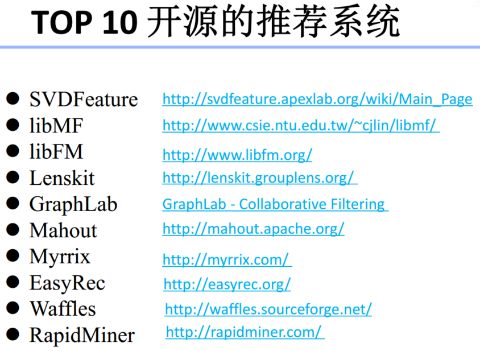 TOP 10 开源的推荐系统
● SVDFeature http://svdfeature.apexlab.org/wiki/Main_Page
● libMF http://www.csie.ntu.edu.tw/~cjlin/libmf/
● libFM http://www.libfm.org/
● Lenskit http://lenskit.grouplens.org/
● GraphLab GraphLab - Collaborative Filtering
● Mahout http://mahout.apache.org/
● Myrrix http://myrrix.com/
● EasyRec http://easyrec.org/
● Waffles http://waffles.sourceforge.net/
● RapidMiner http://rapidminer.com/